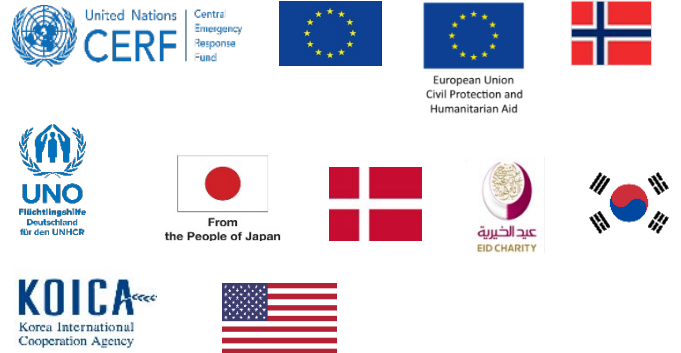 United Nations
CERF
Central
Emergency
Response
Fund
European Union
Civil Protection and
Humanitarian Aid
UNO
Flüchtlingshilfe
Deutschland
für den UNHCR
From
the People of Japan
عيد الخيرية
EID CHARITY
KOICA
Korea International
Cooperation Agency